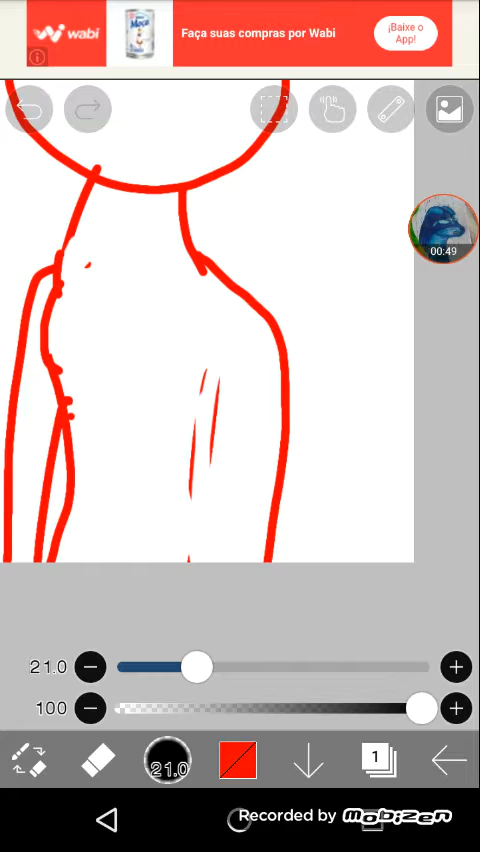 wabi
Faça suas compras por Wabi
¡Baixe o
App!
00:49
21.0
100
21.0
1
Recorded by Mobizen